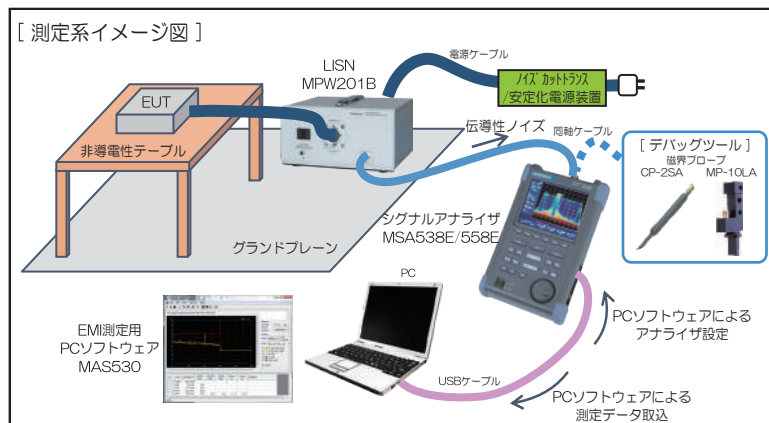 [ 測定系イメージ図 ]
LISN
MPW201B
電源ケーブル
ﾉｲｽﾞｶｯﾄﾄﾗﾝｽ
/安定化電源装置
EUT
非導電性テーブル
伝導性ノイズ
同軸ケーブル
[ デバッグツール ]
磁界プローブ
CP-2SA
MP-10LA
シグナルアナライザ
MSA538E/558E
グランドプレーン
PC
EMI測定用
PCソフトウェア
MAS530
PCソフトウェアによる
アナライザ設定
USBケーブル
PCソフトウェアによる
測定データ取込